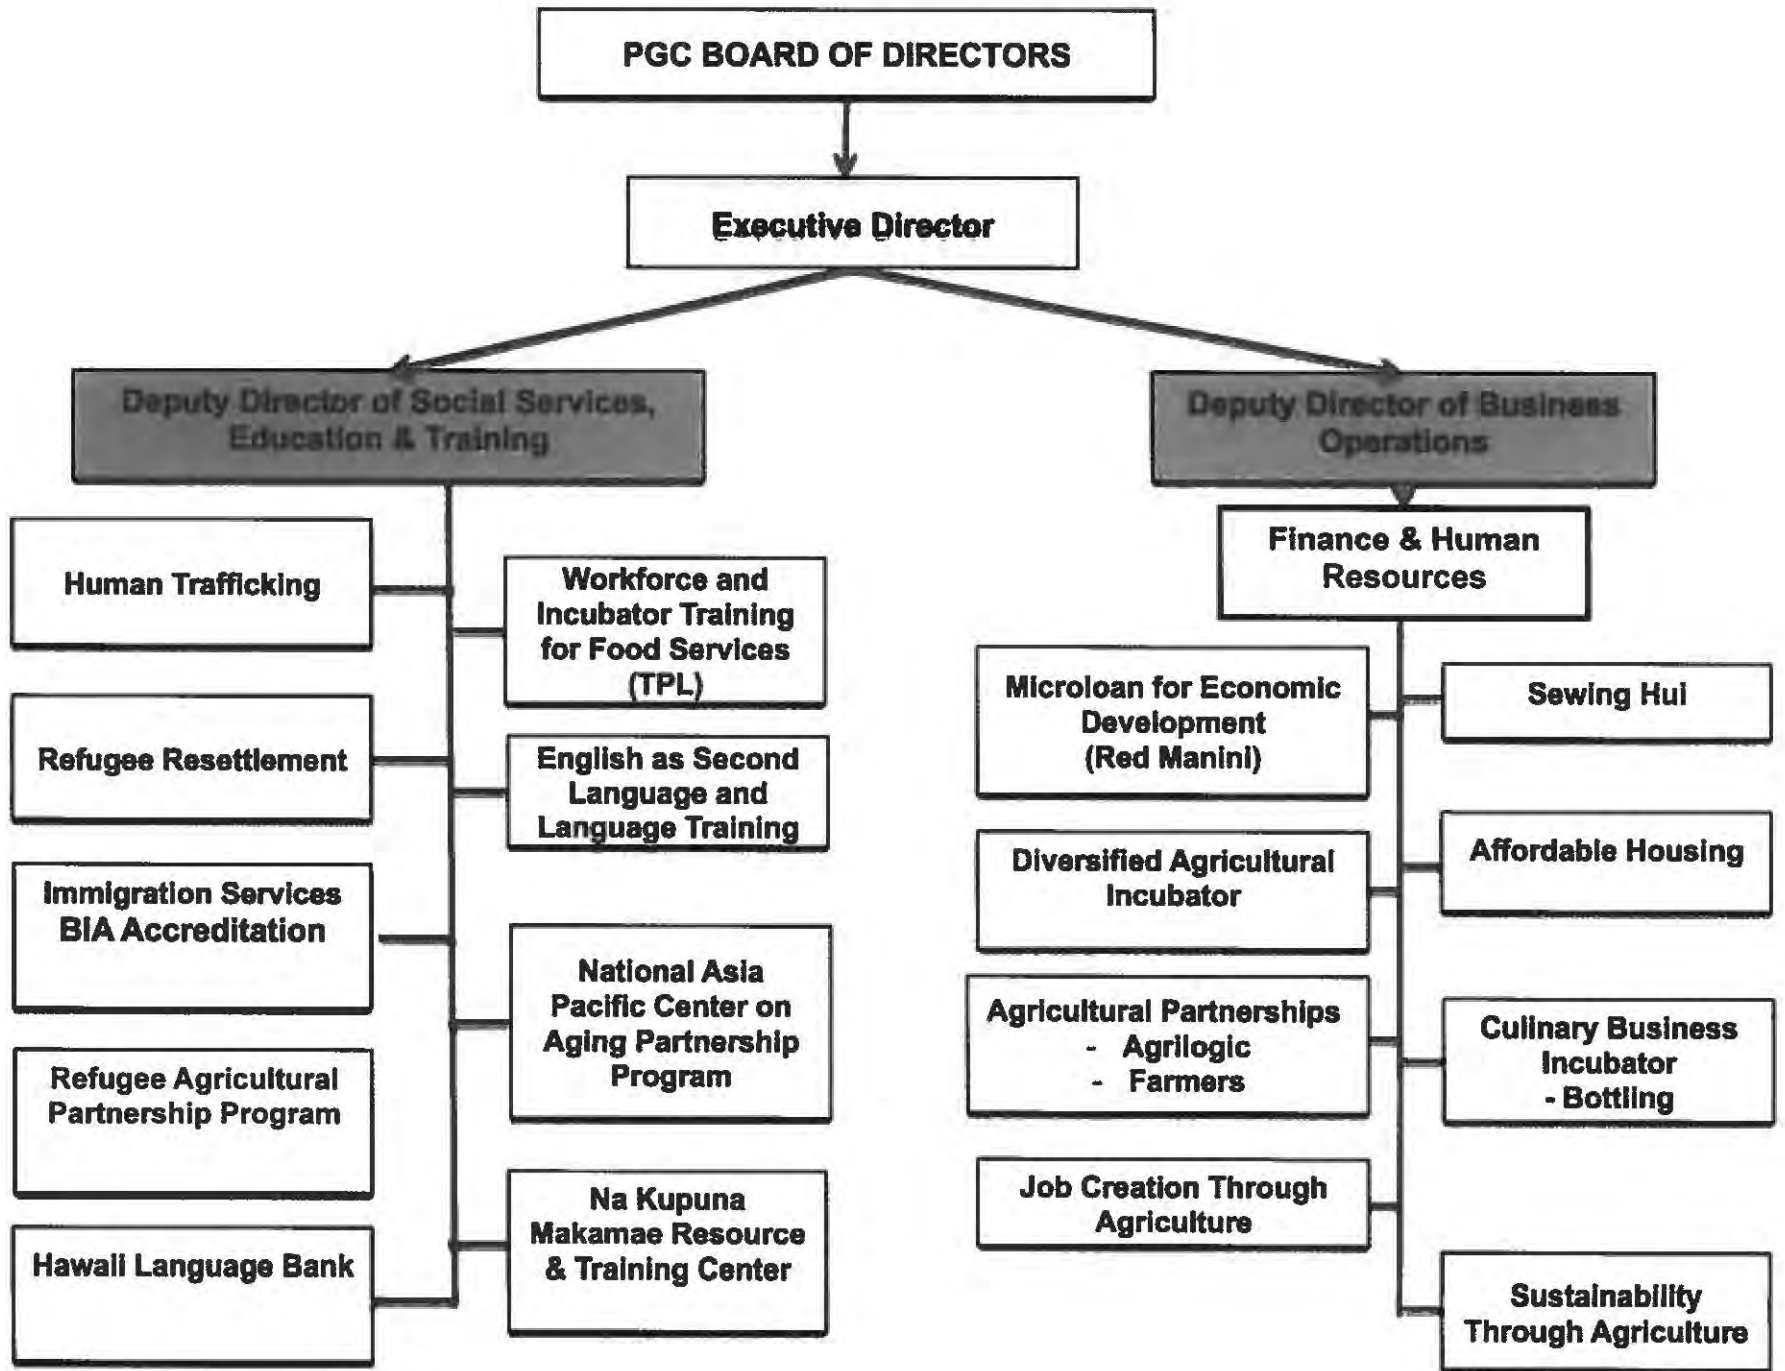 PGC BOARD OF DIRECTORS
Executive Director
Deputy Director of Social Services,
Education & Training
Deputy Director of Business
Operations
Finance & Human
Resources
Human Trafficking
Refugee Resettlement
Immigration Services
BIA Accreditation
Refugee Agricultural
Partnership Program
Hawaii Language Bank
Workforce and
Incubator Training
for Food Services
(TPL)
English as Second
Language and
Language Training
National Asia
Pacific Center on
Aging Partnership
Program
Na Kupuna
Makamae Resource
& Training Center
Microloan for Economic
Development
(Red Manini)
Diversified Agricultural
Incubator
Agricultural Partnerships
- Agrilogic
- Farmers
Job Creation Through
Agriculture
Sewing Hui
Affordable Housing
Culinary Business
Incubator
- Bottling
Sustainability
Through Agriculture